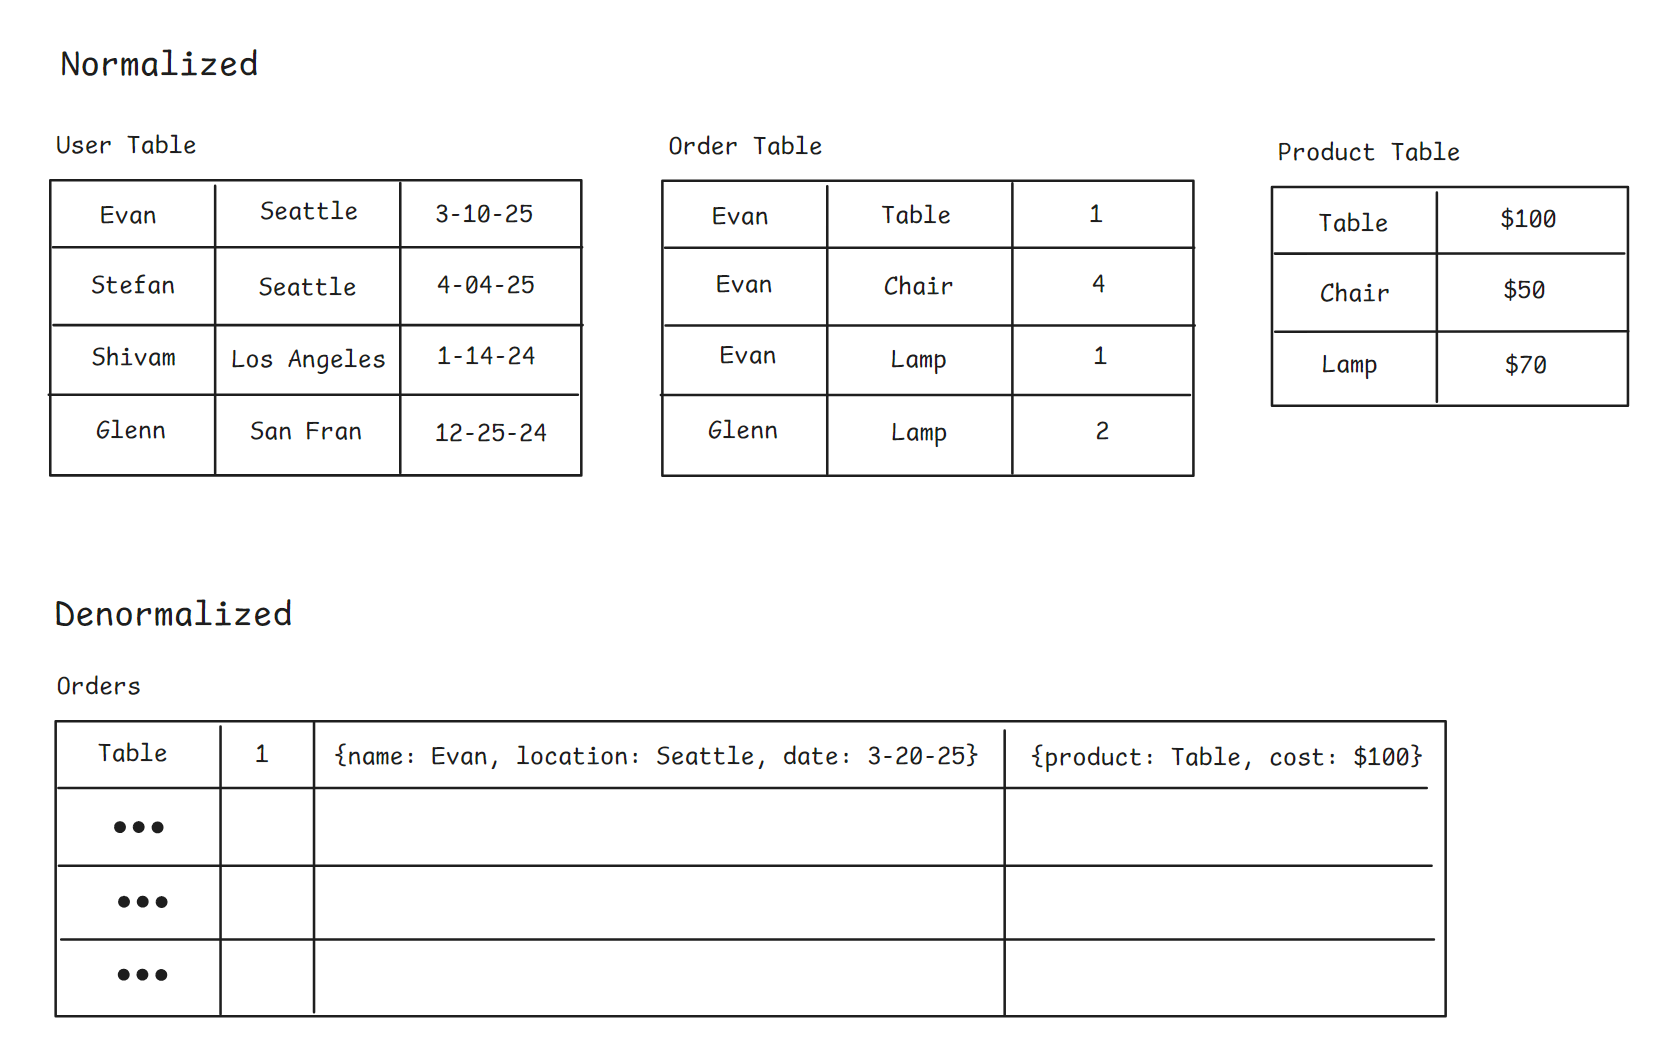 Normalized
User Table
Evan Seattle 3-10-25
Stefan Seattle 4-04-25
Shivam Los Angeles 1-14-24
Glenn San Fran 12-25-24
Order Table
Evan Table 1
Evan Chair 4
Evan Lamp 1
Glenn Lamp 2
Product Table
Table $100
Chair $50
Lamp $70
Denormalized
Orders
Table 1 {name: Evan, location: Seattle, date: 3-20-25} {product: Table, cost: $100}
•••
•••
•••